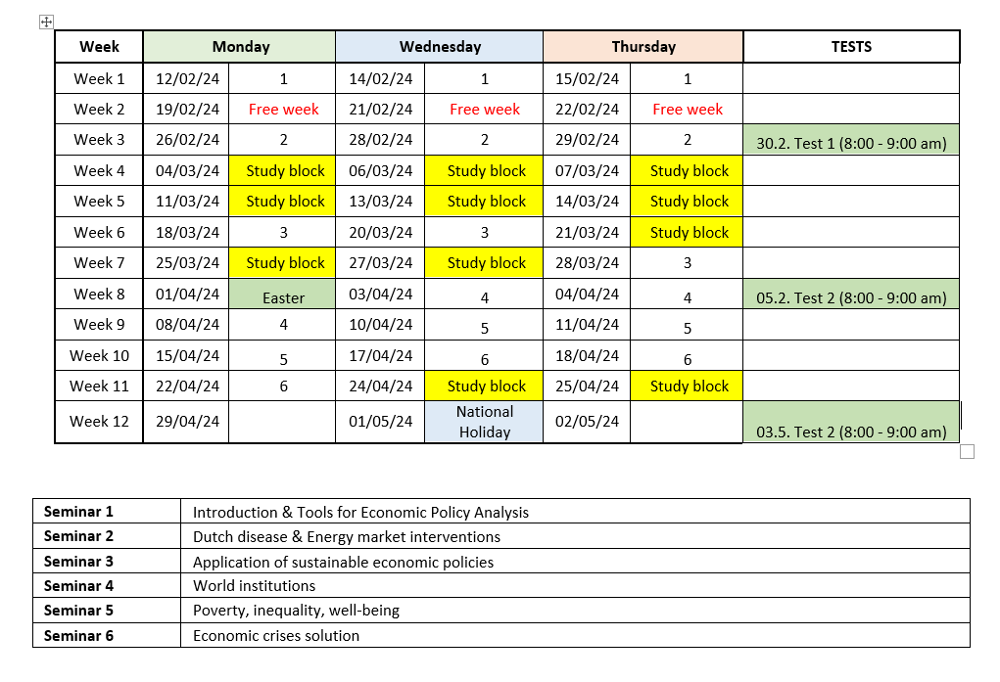 Week Monday Wednesday Thursday TESTS
Week 1 12/02/24 1 14/02/24 1 15/02/24 1
Week 2 19/02/24 Free week 21/02/24 Free week 22/02/24 Free week
Week 3 26/02/24 2 28/02/24 2 29/02/24 2 30.2. Test 1 (8:00 - 9:00 am)
Week 4 04/03/24 Study block 06/03/24 Study block 07/03/24 Study block
Week 5 11/03/24 Study block 13/03/24 Study block 14/03/24 Study block
Week 6 18/03/24 3 20/03/24 3 21/03/24 Study block
Week 7 25/03/24 Study block 27/03/24 Study block 28/03/24 3
Week 8 01/04/24 Easter 03/04/24 4 04/04/24 4 05.2. Test 2 (8:00 - 9:00 am)
Week 9 08/04/24 4 10/04/24 5 11/04/24 5
Week 10 15/04/24 5 17/04/24 6 18/04/24 6
Week 11 22/04/24 6 24/04/24 Study block 25/04/24 Study block
Week 12 29/04/24 01/05/24 National Holiday 02/05/24 03.5. Test 2 (8:00 - 9:00 am)
Seminar 1 Introduction & Tools for Economic Policy Analysis
Seminar 2 Dutch disease & Energy market interventions
Seminar 3 Application of sustainable economic policies
Seminar 4 World institutions
Seminar 5 Poverty, inequality, well-being
Seminar 6 Economic crises solution